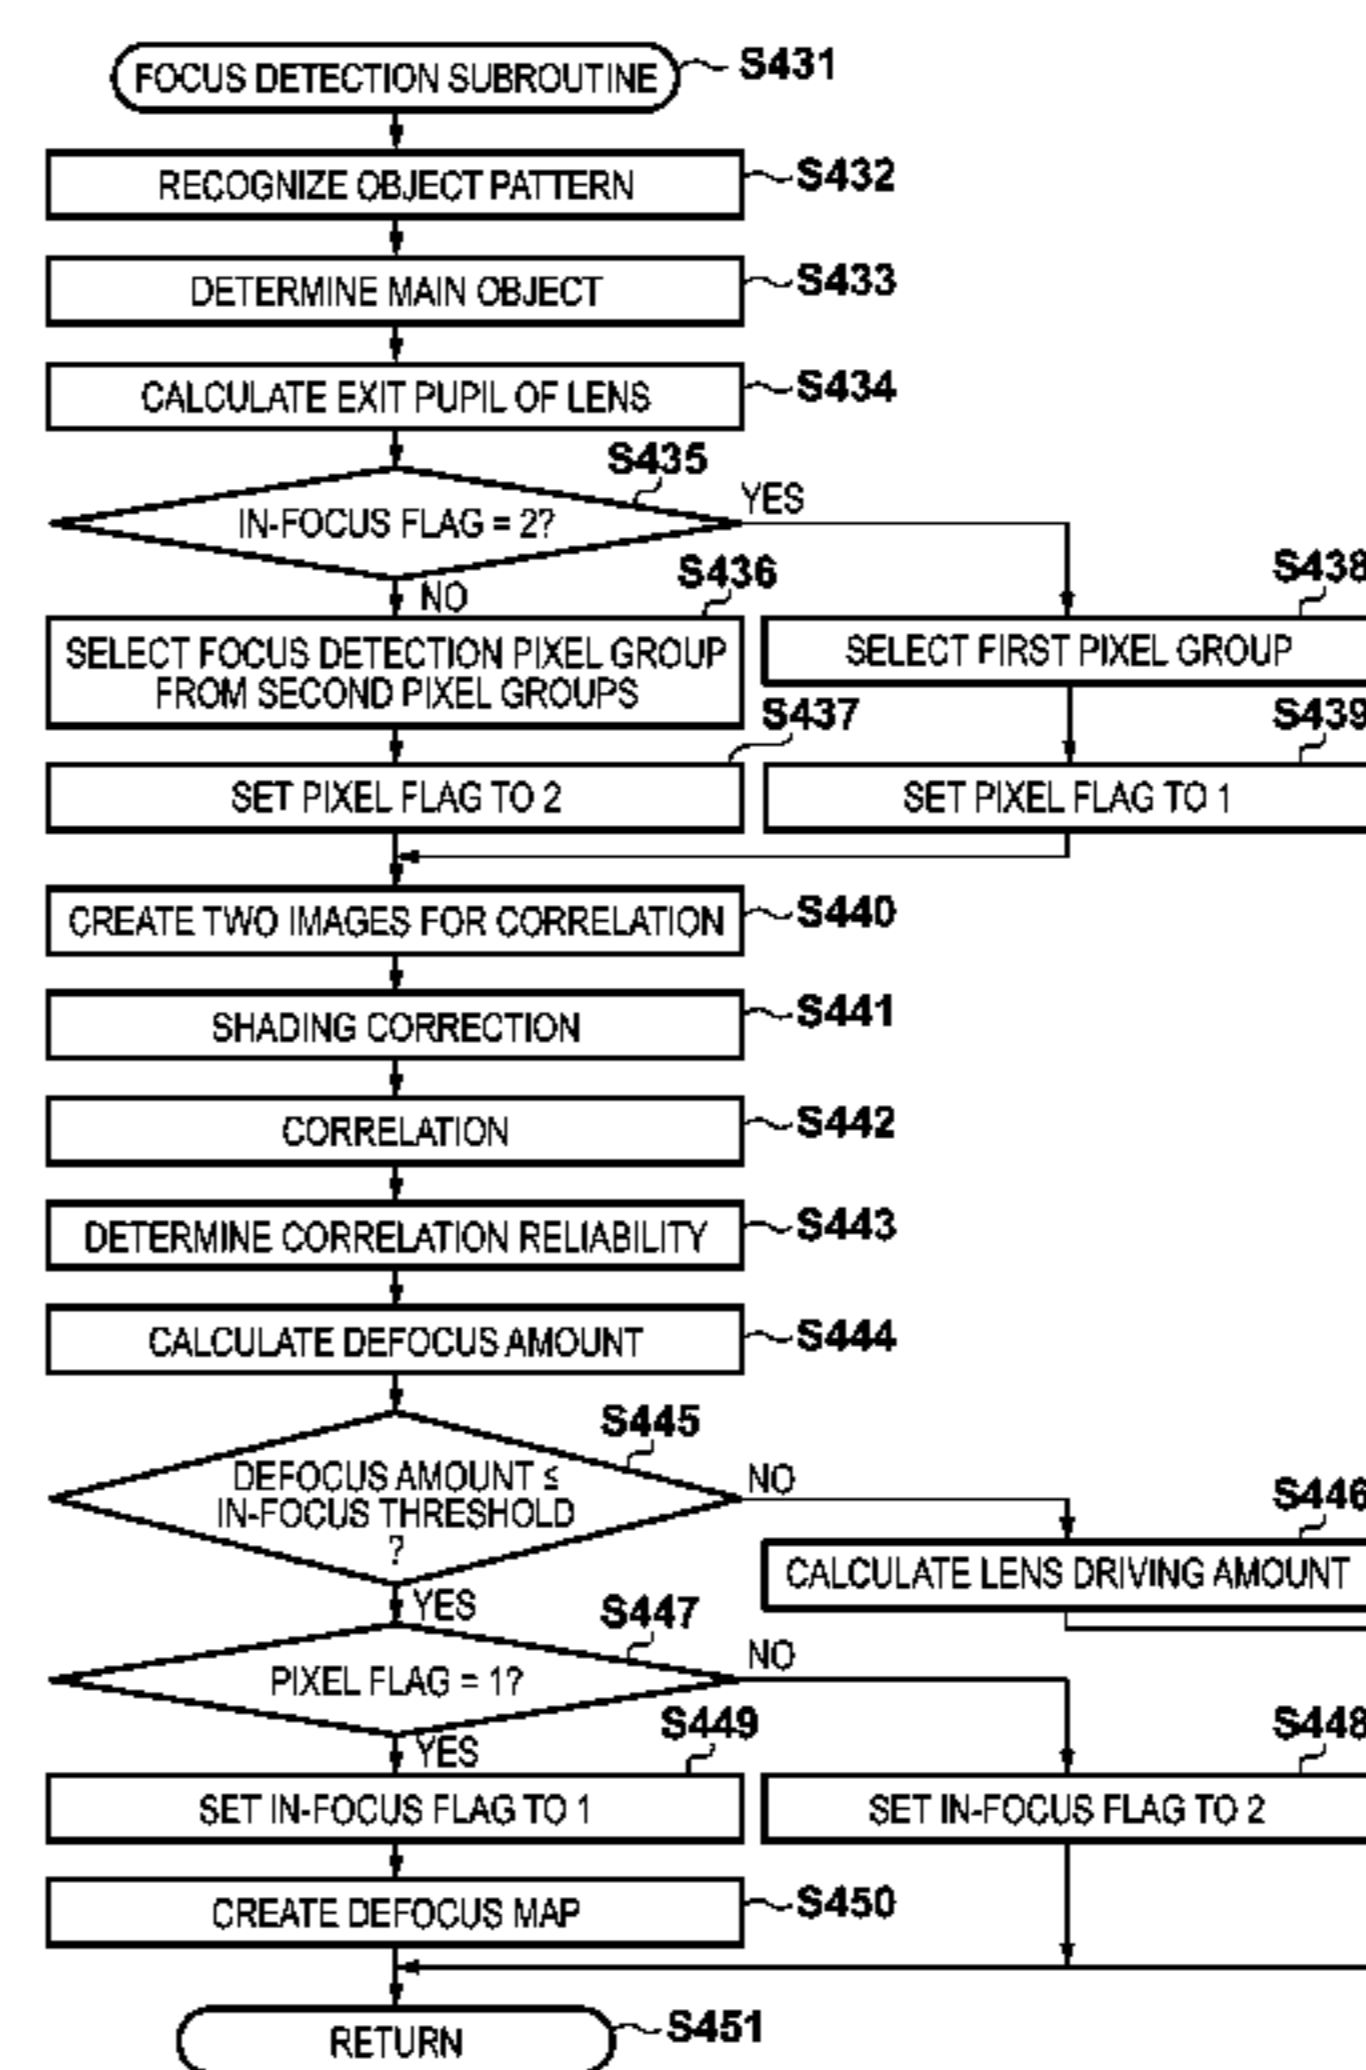 FOCUS DETECTION SUBROUTINE
S431
RECOGNIZE OBJECT PATTERN
S432
DETERMINE MAIN OBJECT
S433
CALCULATE EXIT PUPIL OF LENS
S434
S435
IN-FOCUS FLAG = 2?
YES
NO
S436
SELECT FOCUS DETECTION PIXEL GROUP
FROM SECOND PIXEL GROUPS
S438
SELECT FIRST PIXEL GROUP
S437
SET PIXEL FLAG TO 2
S439
SET PIXEL FLAG TO 1
CREATE TWO IMAGES FOR CORRELATION
S440
SHADING CORRECTION
S441
CORRELATION
S442
DETERMINE CORRELATION RELIABILITY
S443
CALCULATE DEFOCUS AMOUNT
S444
S445
DEFOCUS AMOUNT ≤
IN-FOCUS THRESHOLD
?
NO
S446
CALCULATE LENS DRIVING AMOUNT
YES
S447
PIXEL FLAG = 1?
NO
YES
S449
SET IN-FOCUS FLAG TO 1
S448
SET IN-FOCUS FLAG TO 2
CREATE DEFOCUS MAP
S450
RETURN
S451